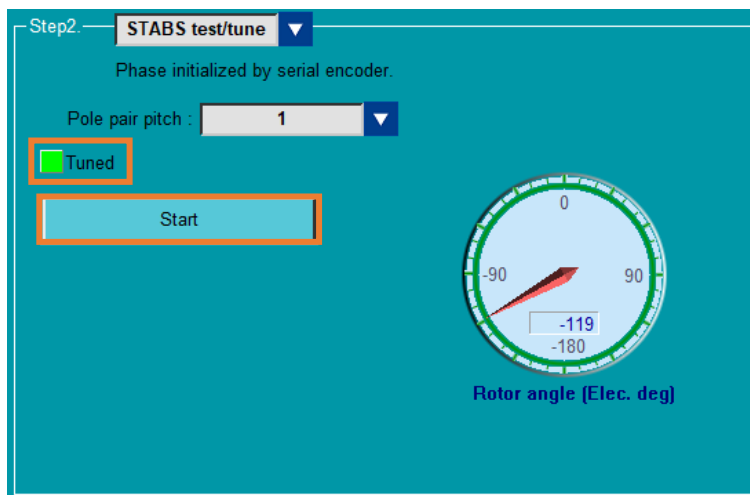 Step2. STABS test/tune
Phase initialized by serial encoder.
Pole pair pitch : 1
Tuned
Start
0
-90 90
-119
-180
Rotor angle (Elec. deg)